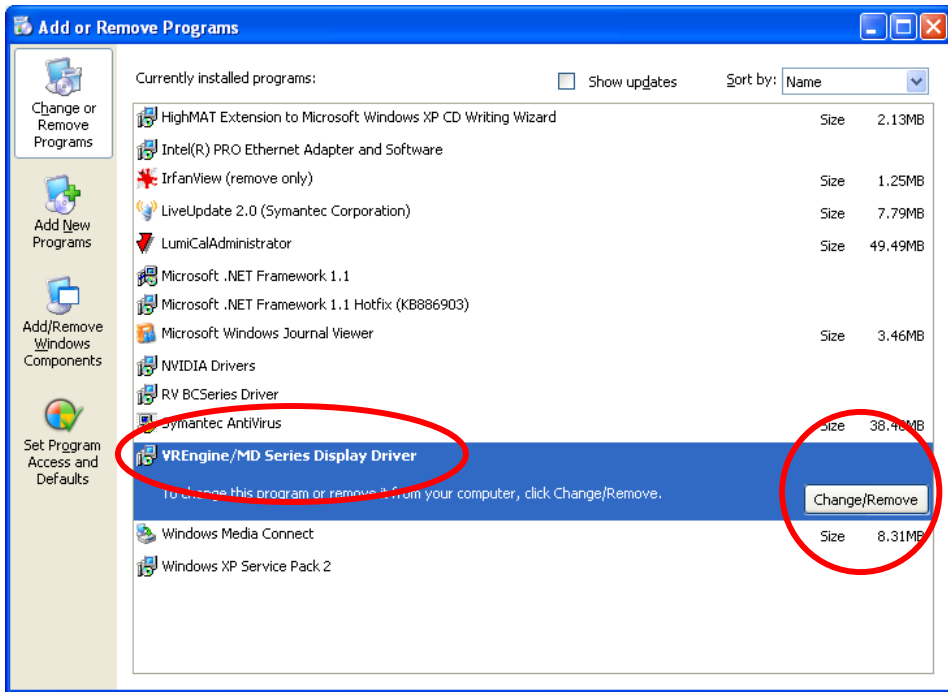 Add or Remove Programs
Change or
Remove
Programs
Add New
Programs
Add/Remove
Windows
Components
Set Program
Access and
Defaults
Currently installed programs:
Show updates
Sort by: Name
HighMAT Extension to Microsoft Windows XP CD Writing Wizard Size 2.13MB
Intel(R) PRO Ethernet Adapter and Software
IrfanView (remove only) Size 1.25MB
LiveUpdate 2.0 (Symantec Corporation) Size 7.79MB
LumiCalAdministrator Size 49.49MB
Microsoft .NET Framework 1.1
Microsoft .NET Framework 1.1 Hotfix (KB886903)
Microsoft Windows Journal Viewer Size 3.46MB
NVIDIA Drivers
RV BCSeries Driver
Symantec AntiVirus Size 38.48MB
VREngine/MD Series Display Driver
To change this program or remove it from your computer, click Change/Remove.
Change/Remove
Windows Media Connect Size 8.31MB
Windows XP Service Pack 2